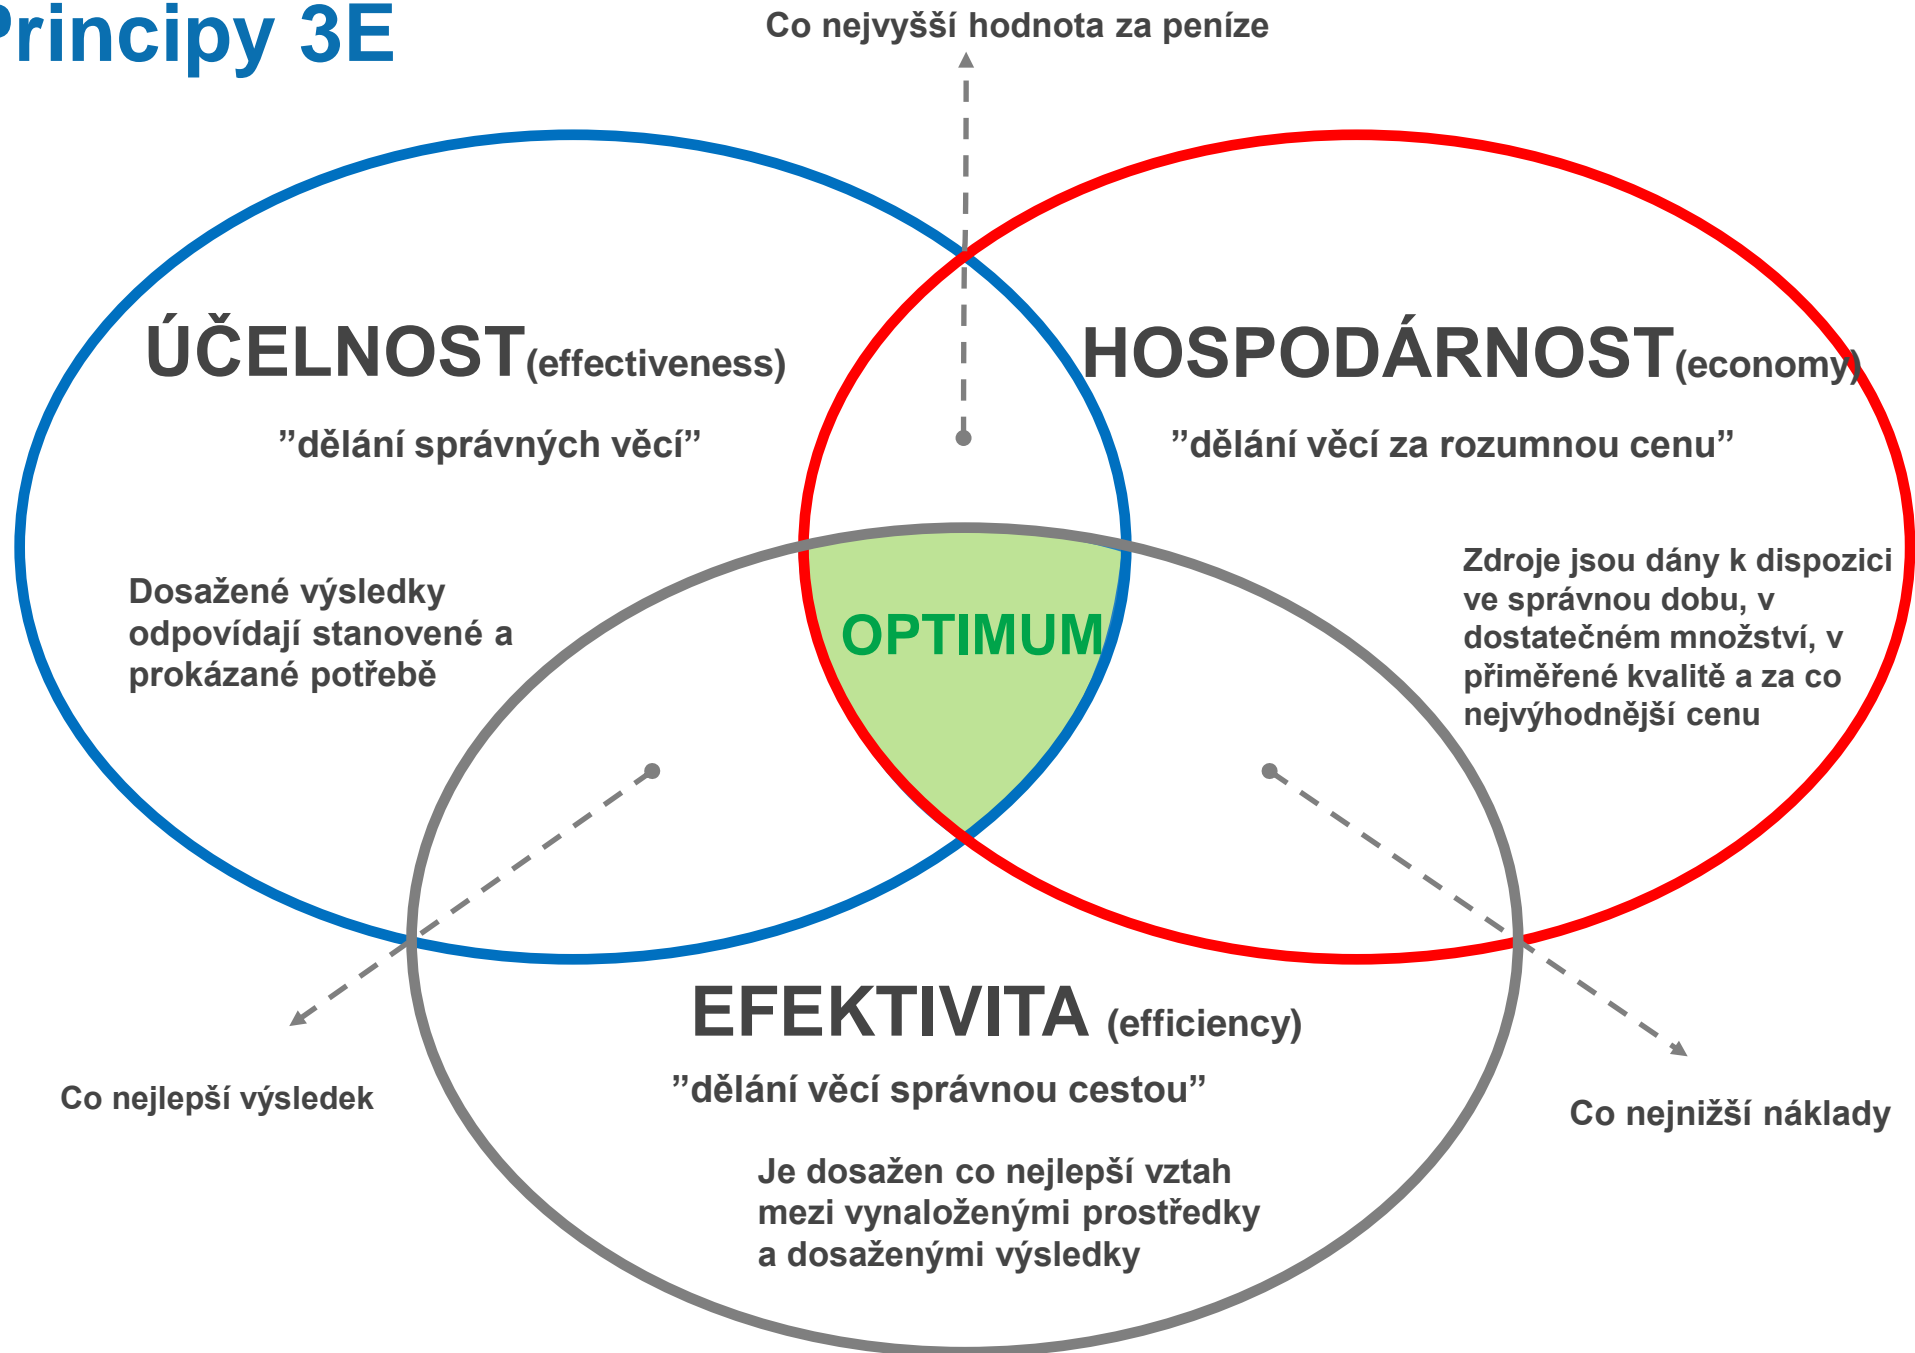 Principy 3E
Co nejvyšší hodnota za peníze
ÚČELNOST(effectiveness)
”dělání správných věcí”
Dosažené výsledky
odpovídají stanovené a
prokázané potřebě
HOSPODÁRNOST(economy)
”dělání věcí za rozumnou cenu”
Zdroje jsou dány k dispozici
ve správnou dobu, v
dostatečném množství, v
přiměřené kvalitě a za co
nejvýhodnější cenu
OPTIMUM
EFEKTIVITA (efficiency)
”dělání věcí správnou cestou”
Je dosažen co nejlepší vztah
mezi vynaloženými prostředky
a dosaženými výsledky
Co nejlepší výsledek
Co nejnižší náklady